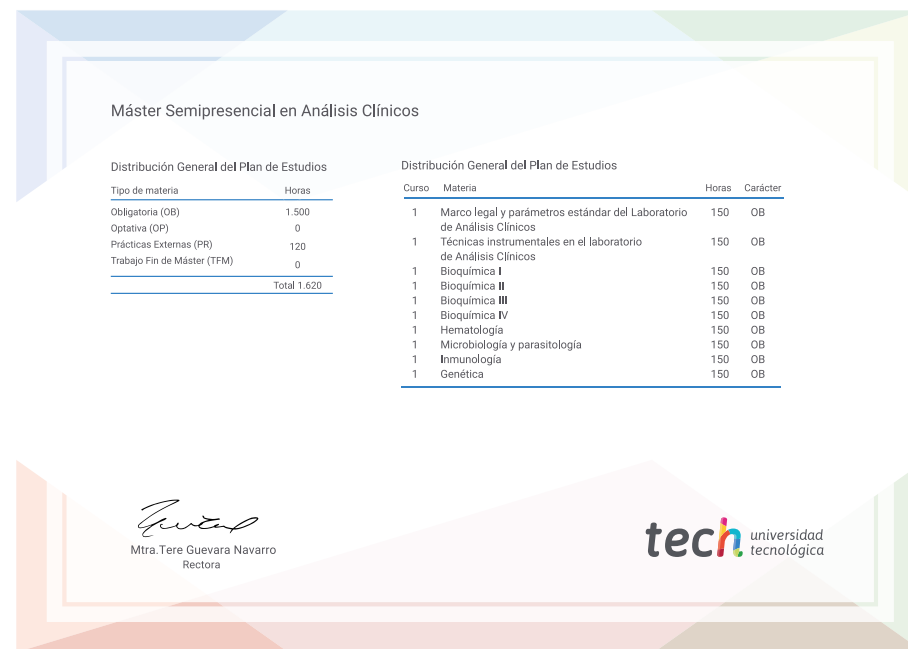 Máster Semipresencial en Análisis Clínicos
Distribución General del Plan de Estudios
Tipo de materia Horas
Obligatoria (OB) 1.500
Optativa (OP) 0
Prácticas Externas (PR) 120
Trabajo Fin de Máster (TFM) 0
Total 1.620
Distribución General del Plan de Estudios
Curso Materia Horas Carácter
1 Marco legal y parámetros estándar del Laboratorio 150 OB
de Análisis Clínicos
1 Técnicas instrumentales en el laboratorio 150 OB
de Análisis Clínicos
1 Bioquímica I 150 OB
1 Bioquímica II 150 OB
1 Bioquímica III 150 OB
1 Bioquímica IV 150 OB
1 Hematología 150 OB
1 Microbiología y parasitología 150 OB
1 Inmunología 150 OB
1 Genética 150 OB
Mtra.Tere Guevara Navarro
Rectora
tech universidad
tecnológica